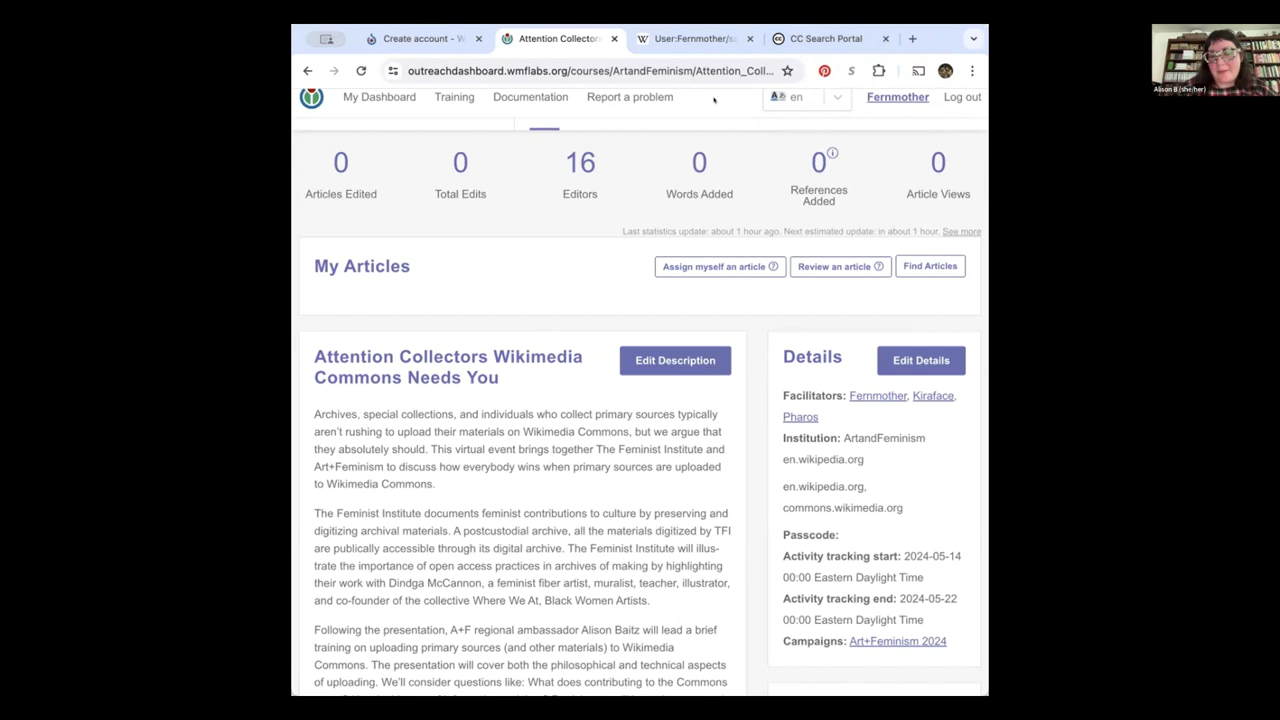 Create account - W
Attention Collectors
User:Fernmother/sa
CC Search Portal
outreachdashboard.wmflabs.org/courses/ArtandFeminism/Attention_Coll...
My Dashboard
Training
Documentation
Report a problem
en
Fernmother
Log out
Alison B (she/her)
0
0
16
0
0
0
Articles Edited
Total Edits
Editors
Words Added
References
Added
Article Views
Last statistics update: about 1 hour ago. Next estimated update: in about 1 hour. See more
My Articles
Assign myself an article
Review an article
Find Articles
Attention Collectors Wikimedia
Commons Needs You
Edit Description
Archives, special collections, and individuals who collect primary sources typically
aren't rushing to upload their materials on Wikimedia Commons, but we argue that
they absolutely should. This virtual event brings together The Feminist Institute and
Art+Feminism to discuss how everybody wins when primary sources are uploaded
to Wikimedia Commons.
The Feminist Institute documents feminist contributions to culture by preserving and
digitizing archival materials. A postcustodial archive, all the materials digitized by TFI
are publically accessible through its digital archive. The Feminist Institute will illus-
trate the importance of open access practices in archives of making by highlighting
their work with Dindga McCannon, a feminist fiber artist, muralist, teacher, illustrator,
and co-founder of the collective Where We At, Black Women Artists.
Following the presentation, A+F regional ambassador Alison Baitz will lead a brief
training on uploading primary sources (and other materials) to Wikimedia
Commons. The presentation will cover both the philosophical and technical aspects
of uploading. We'll consider questions like: What does contributing to the Commons
Details
Edit Details
Facilitators: Fernmother, Kiraface,
Pharos
Institution: ArtandFeminism
en.wikipedia.org
en.wikipedia.org,
commons.wikimedia.org
Passcode:
Activity tracking start: 2024-05-14
00:00 Eastern Daylight Time
Activity tracking end: 2024-05-22
00:00 Eastern Daylight Time
Campaigns: Art+Feminism 2024